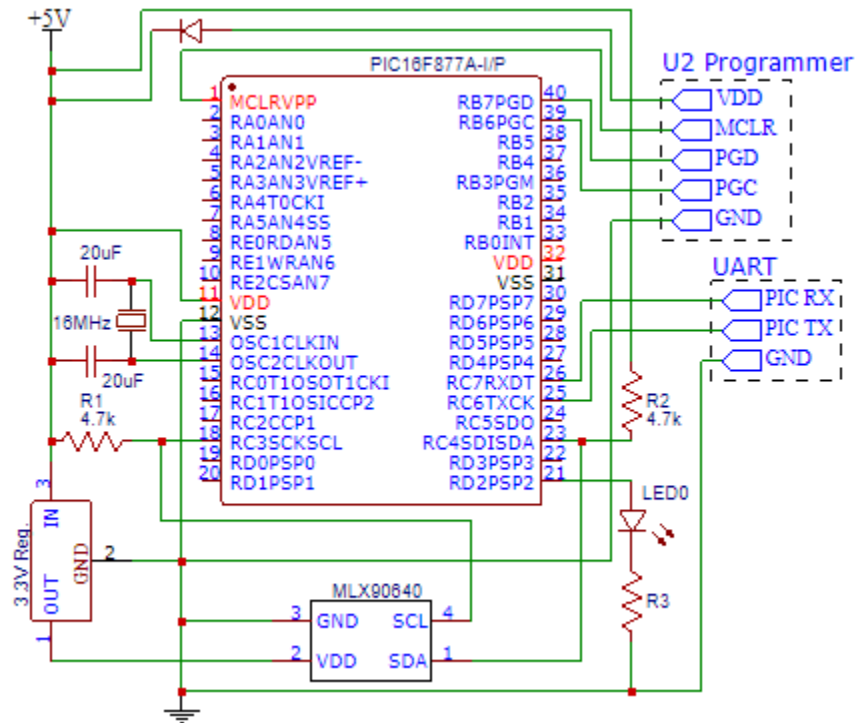 +5V
PIC16F877A-I/P
U2 Programmer
VDD
MCLR
PGD
PGC
GND
UART
PIC RX
PIC TX
GND
1 MCLRVPP
2 RA0AN0
3 RA1AN1
4 RA2AN2VREF-
5 RA3AN3VREF+
6 RA4T0CKI
7 RA5AN4SS
8 RE0RDAN5
9 RE1WRAN6
10 RE2CSAN7
11 VDD
12 VSS
13 OSC1CLKIN
14 OSC2CLKOUT
15 RC0T1OSOT1CKI
16 RC1T1OSICCP2
17 RC2CCP1
18 RC3SCKSCL
19 RD0PSP0
20 RD1PSP1
RB7PGD 40
RB6PGC 39
RB5 38
RB4 37
RB3PGM 36
RB2 35
RB1 34
RB0INT 33
VDD 32
VSS 31
RD7PSP7 30
RD6PSP6 29
RD5PSP5 28
RD4PSP4 27
RC7RXDT 26
RC6TXCK 25
RC5SDO 24
RC4SDISDA 23
RD3PSP3 22
RD2PSP2 21
20uF
16MHz
20uF
R1
4.7k
R2
4.7k
LED0
R3
3.3V Reg.
3 IN
GND 2
OUT 1
MLX90640
3 GND
SCL 4
2 VDD
SDA 1